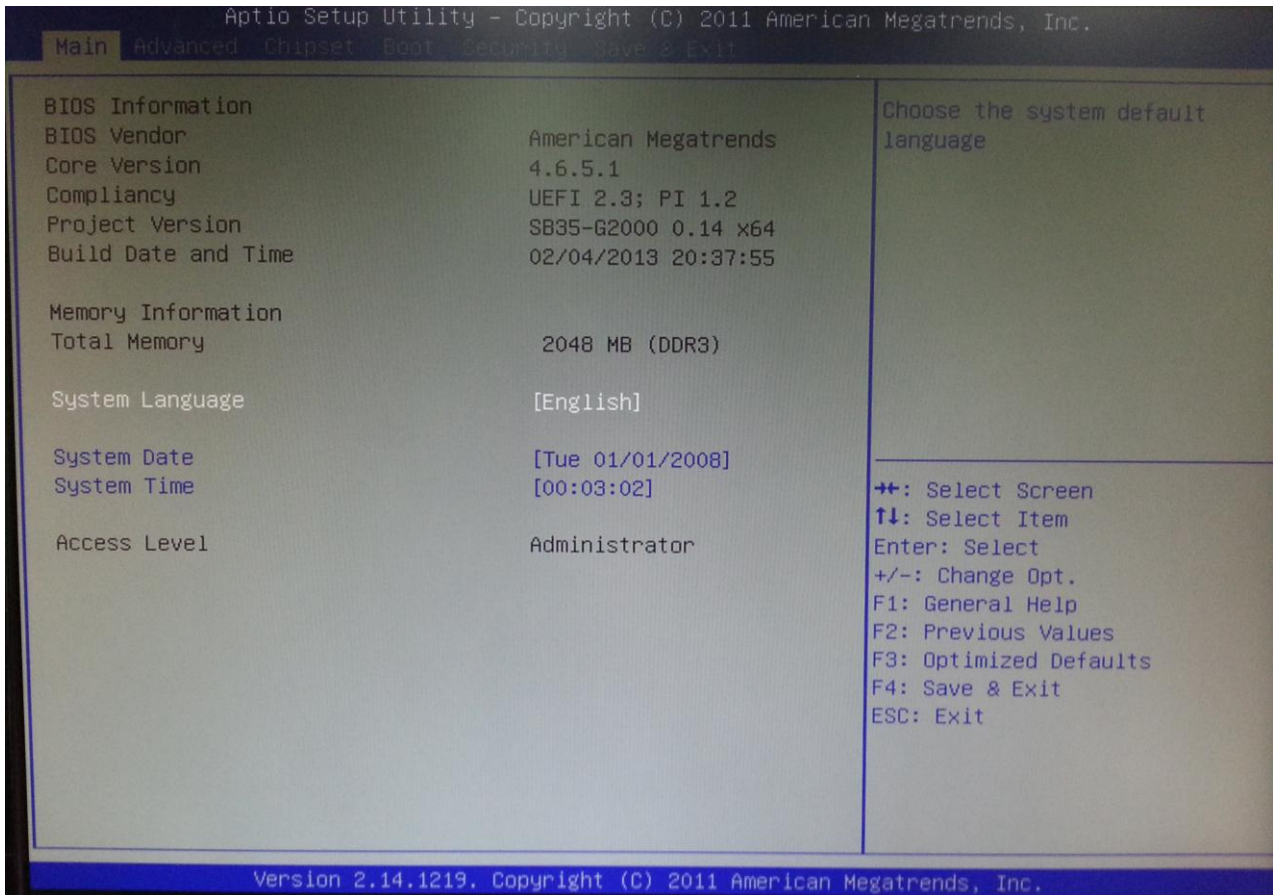 Aptio Setup Utility - Copyright (C) 2011 American Megatrends, Inc.
Main Advanced Chipset Boot Security Save & Exit
BIOS Information
BIOS Vendor American Megatrends
Core Version 4.6.5.1
Compliancy UEFI 2.3; PI 1.2
Project Version SB35-G2000 0.14 x64
Build Date and Time 02/04/2013 20:37:55
Memory Information
Total Memory 2048 MB (DDR3)
System Language [English]
System Date [Tue 01/01/2008]
System Time [00:03:02]
Access Level Administrator
Choose the system default
language
→←: Select Screen
↑↓: Select Item
Enter: Select
+/-: Change Opt.
F1: General Help
F2: Previous Values
F3: Optimized Defaults
F4: Save & Exit
ESC: Exit
Version 2.14.1219. Copyright (C) 2011 American Megatrends, Inc.